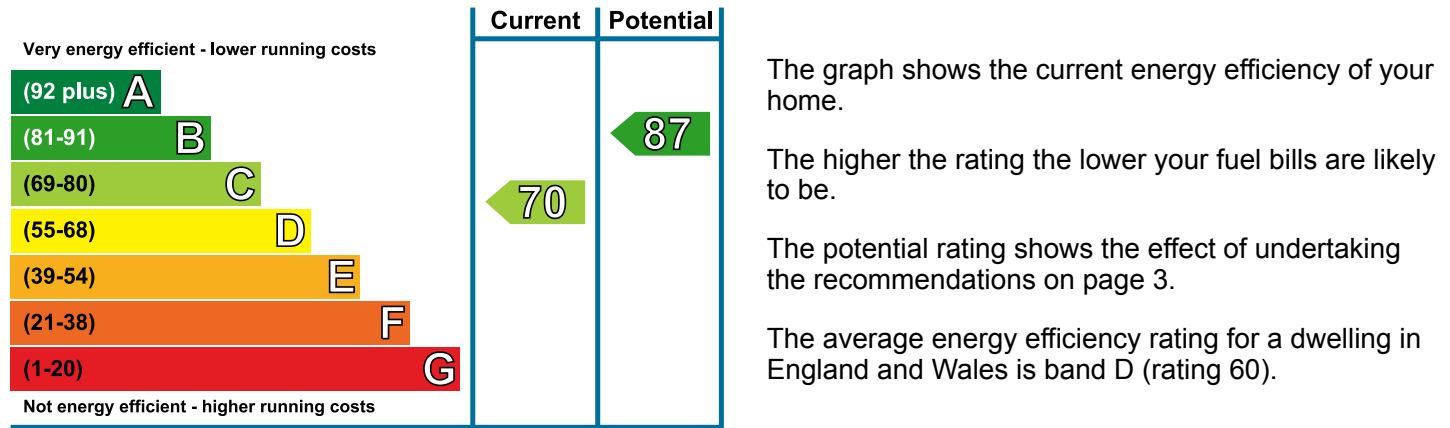 Current Potential
Very energy efficient - lower running costs
(92 plus) A
(81-91) B
87
(69-80) C
70
(55-68) D
(39-54) E
(21-38) F
(1-20) G
Not energy efficient - higher running costs
The graph shows the current energy efficiency of your
home.
The higher the rating the lower your fuel bills are likely
to be.
The potential rating shows the effect of undertaking
the recommendations on page 3.
The average energy efficiency rating for a dwelling in
England and Wales is band D (rating 60).